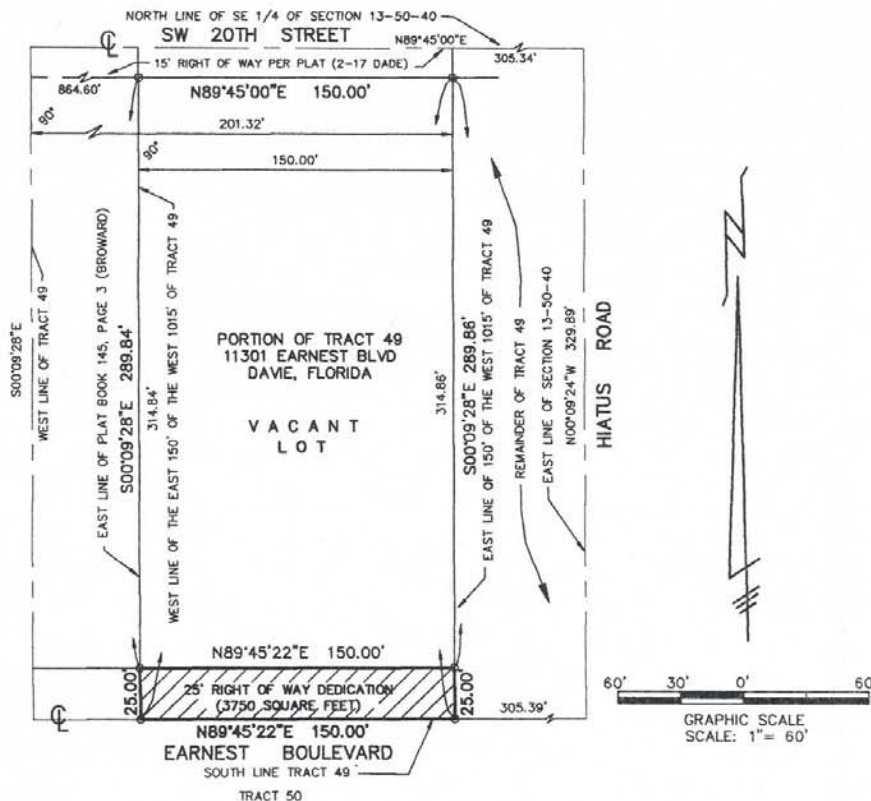 NORTH LINE OF SE 1/4 OF SECTION 13-50-40
SW 20TH STREET
N89°45'00"E
305.34'
15' RIGHT OF WAY PER PLAT (2-17 DADE)
864.60'
N89°45'00"E 150.00'
90°
201.32'
90°
150.00'
S00°09'28"E
WEST LINE OF TRACT 49
EAST LINE OF PLAT BOOK 145, PAGE 3 (BROWARD)
S00°09'28"E 289.84'
314.84'
WEST LINE OF THE EAST 150' OF THE WEST 1015' OF TRACT 49
PORTION OF TRACT 49
11301 EARNEST BLVD
DAVIE, FLORIDA
VACANT
LOT
314.86'
S00°09'28"E 289.86'
EAST LINE OF 150' OF THE WEST 1015' OF TRACT 49
REMAINDER OF TRACT 49
EAST LINE OF SECTION 13-50-40
N00°09'24"W 329.89'
HIATUS ROAD
N
N89°45'22"E 150.00'
25.00'
25' RIGHT OF WAY DEDICATION
(3750 SQUARE FEET)
25.00'
305.39'
N89°45'22"E 150.00'
EARNEST BOULEVARD
SOUTH LINE TRACT 49
TRACT 50
60' 30' 0' 60
GRAPHIC SCALE
SCALE: 1"= 60'